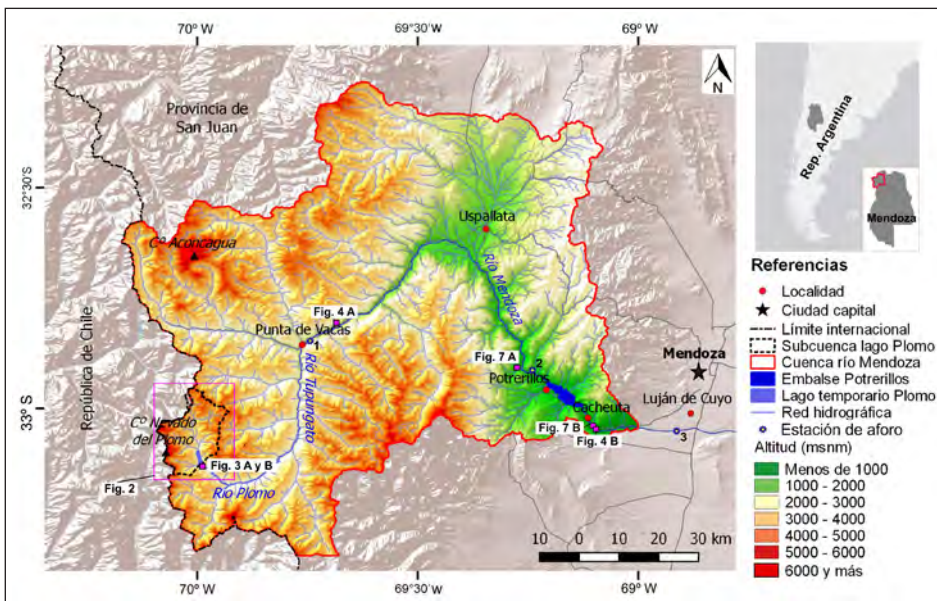 70° W
69°30' W
69° W
32°30'S
33°S
N
Provincia de
San Juan
Cº Aconcagua
Uspallata
Río Mendoza
República de Chile
Fig. 4 A
Punta de Vacas
1
Río Tupungato
Fig. 7 A
2
Potrerillos
Mendoza
Luján de Cuyo
Cacheuta
Fig. 7 B
Fig. 4 B
3
Cº Nevado
del Plomo
Fig. 3 A y B
Fig. 2
Río Plomo
10 0 10 20 30 km
70° W
69°30' W
69° W
Rep. Argentina
Mendoza
Referencias
Localidad
Ciudad capital
Límite internacional
Subcuenca lago Plomo
Cuenca río Mendoza
Embalse Potrerillos
Lago temporario Plomo
Red hidrográfica
Estación de aforo
Altitud (msnm)
Menos de 1000
1000 - 2000
2000 - 3000
3000 - 4000
4000 - 5000
5000 - 6000
6000 y más